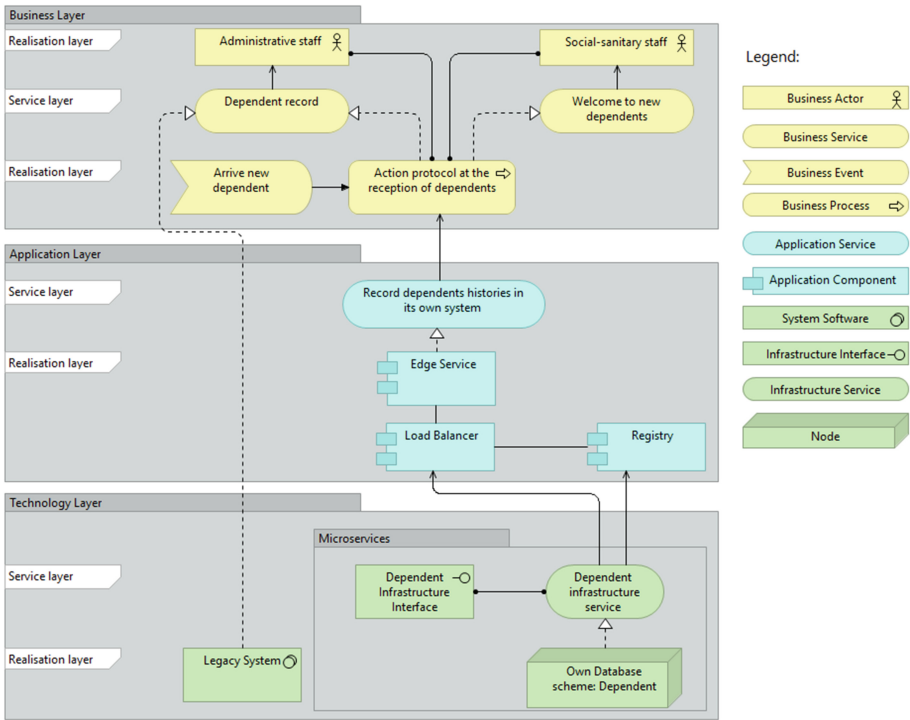 Business Layer
Realisation layer
Administrative staff
Social-sanitary staff
Service layer
Dependent record
Welcome to new
dependents
Realisation layer
Arrive new
dependent
Action protocol at the
reception of dependents
Application Layer
Service layer
Record dependents histories in
its own system
Realisation layer
Edge Service
Load Balancer
Registry
Technology Layer
Microservices
Service layer
Dependent
Infrastructure
Interface
Dependent
infrastructure
service
Realisation layer
Legacy System
Own Database
scheme: Dependent
Legend:
Business Actor
Business Service
Business Event
Business Process
Application Service
Application Component
System Software
Infrastructure Interface
Infrastructure Service
Node